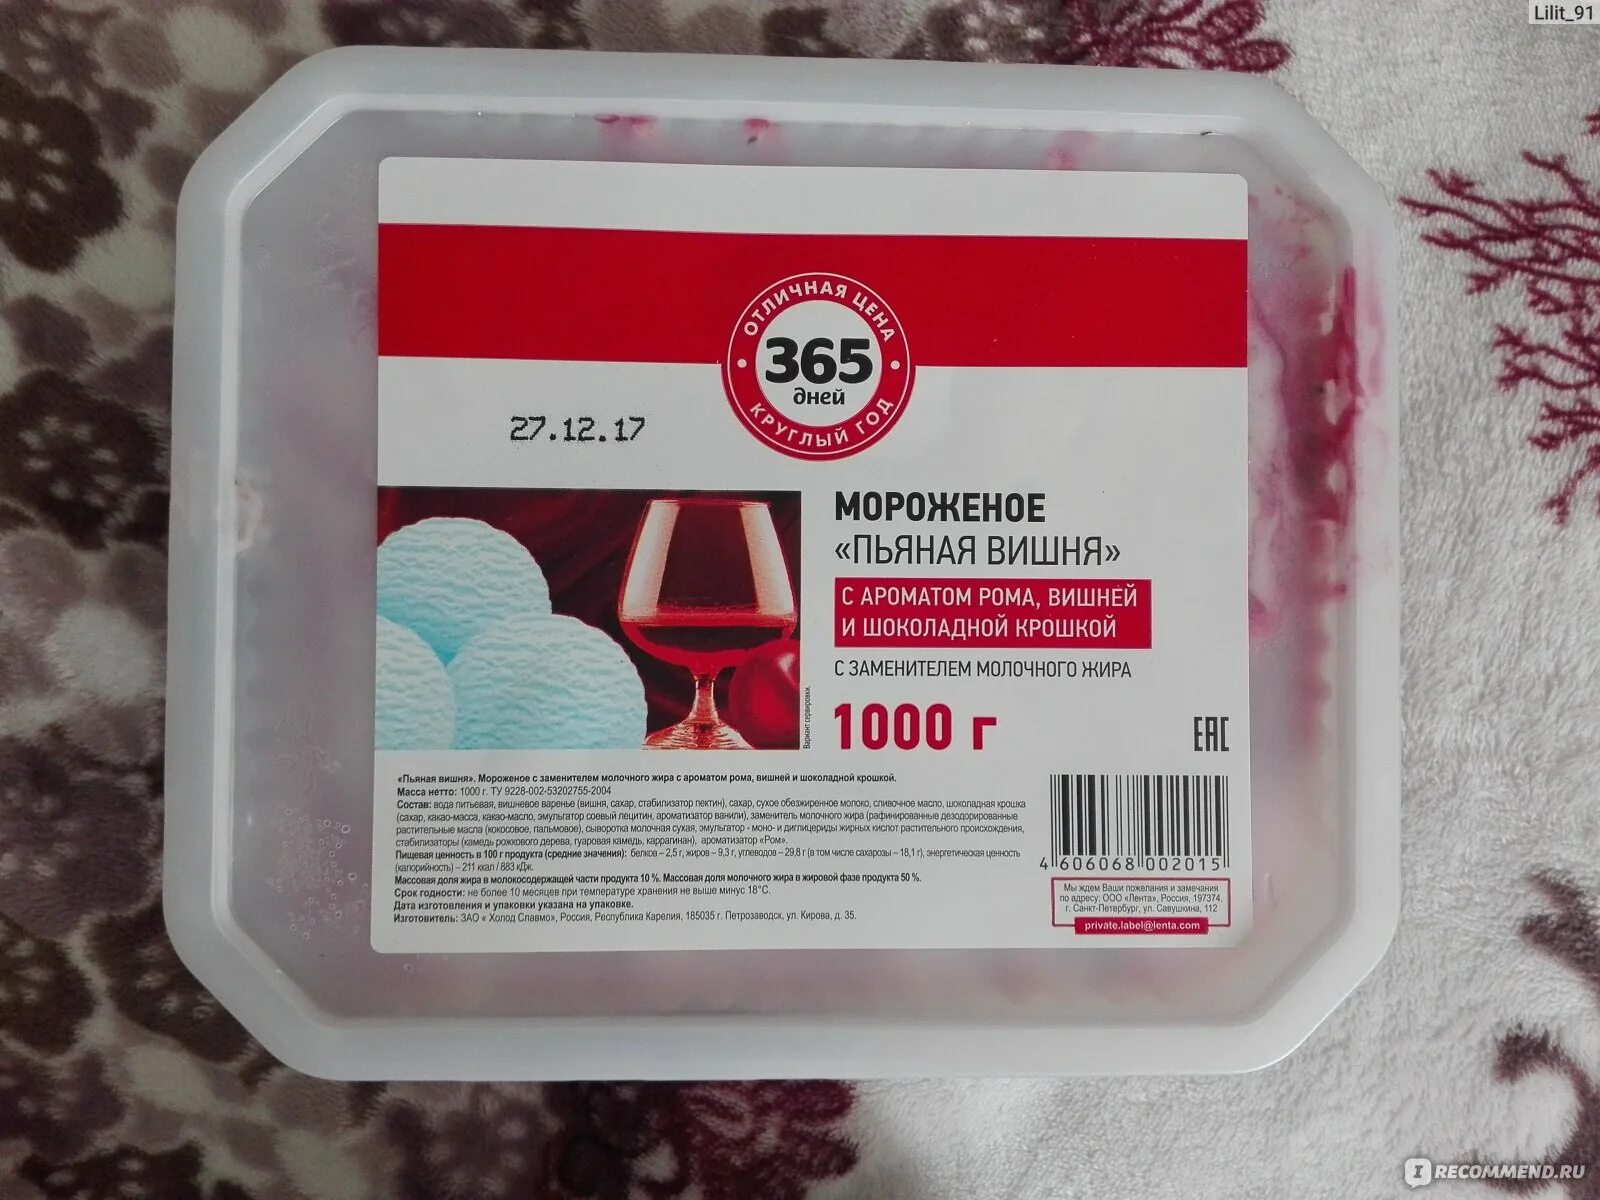 Lilit_91
ОТЛИЧНАЯ ЦЕНА
365
дней
КРУГЛЫЙ ГОД
27.12.17
МОРОЖЕНОЕ
«ПЬЯНАЯ ВИШНЯ»
С АРОМАТОМ РОМА, ВИШНЕЙ
И ШОКОЛАДНОЙ КРОШКОЙ
С ЗАМЕНИТЕЛЕМ МОЛОЧНОГО ЖИРА
1000 г
EAC
Вариант сервировки.
«Пьяная вишня». Мороженое с заменителем молочного жира с ароматом рома, вишней и шоколадной крошкой.
Масса нетто: 1000 г. ТУ 9228-002-53202755-2004
Состав: вода питьевая, вишневое варенье (вишня, сахар, стабилизатор пектин), сахар, сухое обезжиренное молоко, сливочное масло, шоколадная крошка
(сахар, какао-масса, какао-масло, эмульгатор соевый лецитин, ароматизатор ванили), заменитель молочного жира (рафинированные дезодорированные
растительные масла (кокосовое, пальмовое), сыворотка молочная сухая, эмульгатор - моно- и диглицериды жирных кислот растительного происхождения,
стабилизаторы (камедь рожкового дерева, гуаровая камедь, каррагинан), ароматизатор «Ром».
Пищевая ценность в 100 г продукта (средние значения): белков – 2,5 г, жиров – 9,3 г, углеводов – 29,8 г (в том числе сахарозы – 18,1 г), энергетическая ценность
(калорийность) – 211 ккал / 883 кДж.
Массовая доля жира в молокосодержащей части продукта 10 %. Массовая доля молочного жира в жировой фазе продукта 50 %.
Срок годности: не более 10 месяцев при температуре хранения не выше минус 18°С.
Дата изготовления и упаковки указана на упаковке.
Изготовитель: ЗАО « Холод Славмо», Россия, Республика Карелия, 185035 г. Петрозаводск, ул. Кирова, д. 35.
4 606068 002015
Мы ждем Ваши пожелания и замечания
по адресу: ООО «Лента», Россия, 197374.
г. Санкт-Петербург, ул. Савушкина, 112
private.label@lenta.com
IRECOMMEND.RU